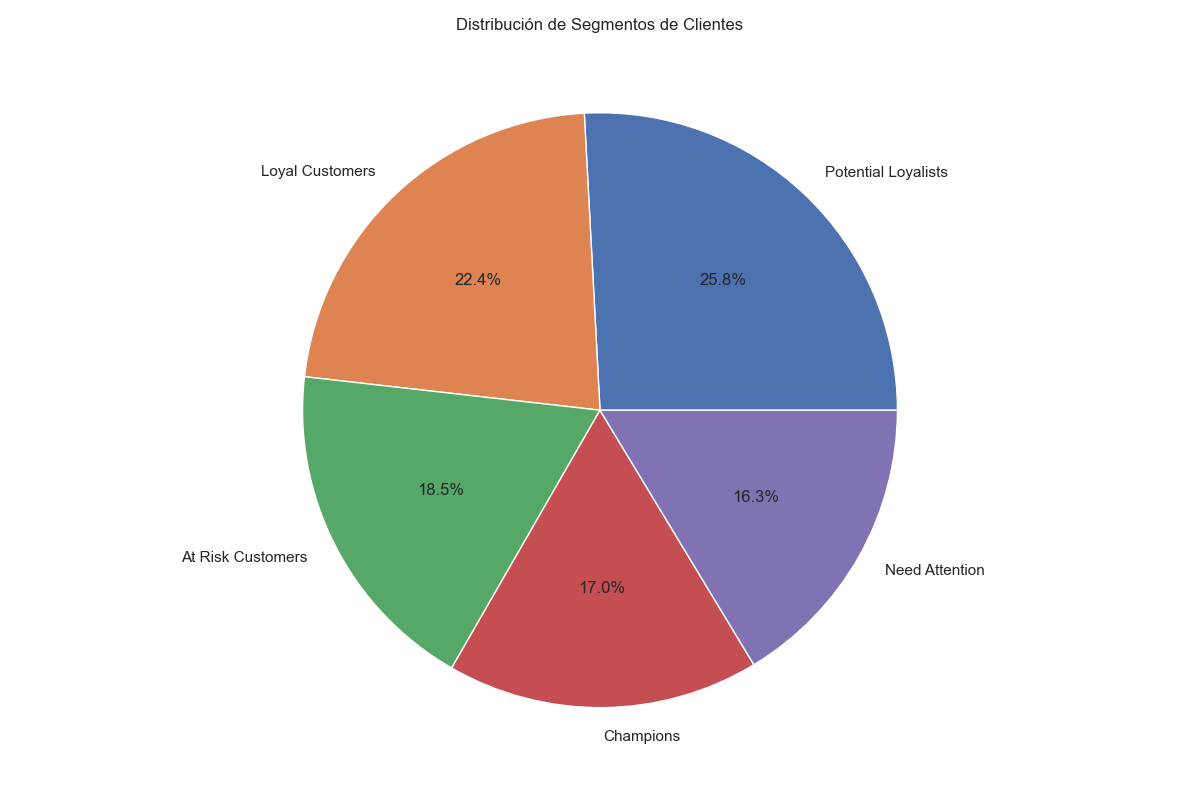 Distribución de Segmentos de Clientes
Loyal Customers
Potential Loyalists
22.4%
25.8%
18.5%
16.3%
At Risk Customers
Need Attention
17.0%
Champions